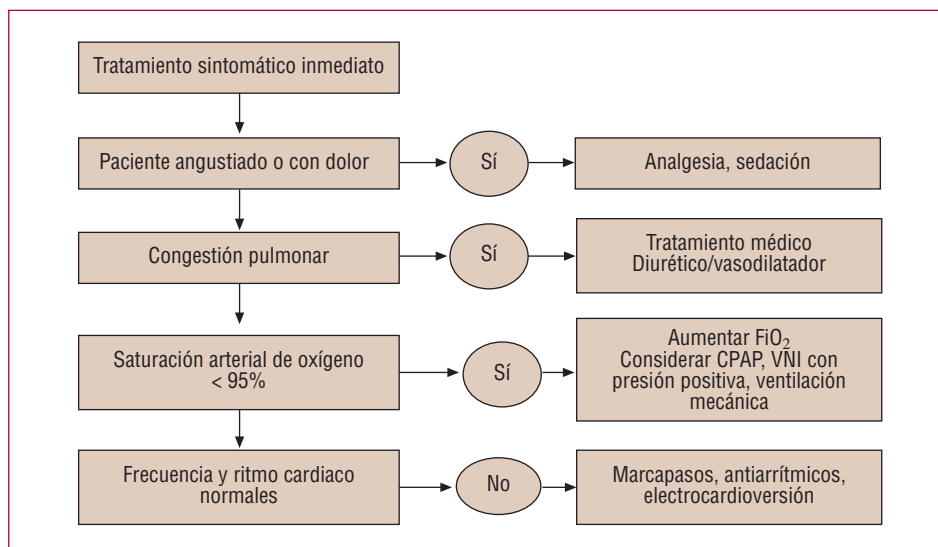 Tratamiento sintomático inmediato
Paciente angustiado o con dolor
Sí
Analgesia, sedación
Congestión pulmonar
Sí
Tratamiento médico
Diurético/vasodilatador
Saturación arterial de oxígeno
< 95%
Sí
Aumentar FiO₂
Considerar CPAP, VNI con
presión positiva, ventilación
mecánica
Frecuencia y ritmo cardiaco
normales
No
Marcapasos, antiarrítmicos,
electrocardioversión